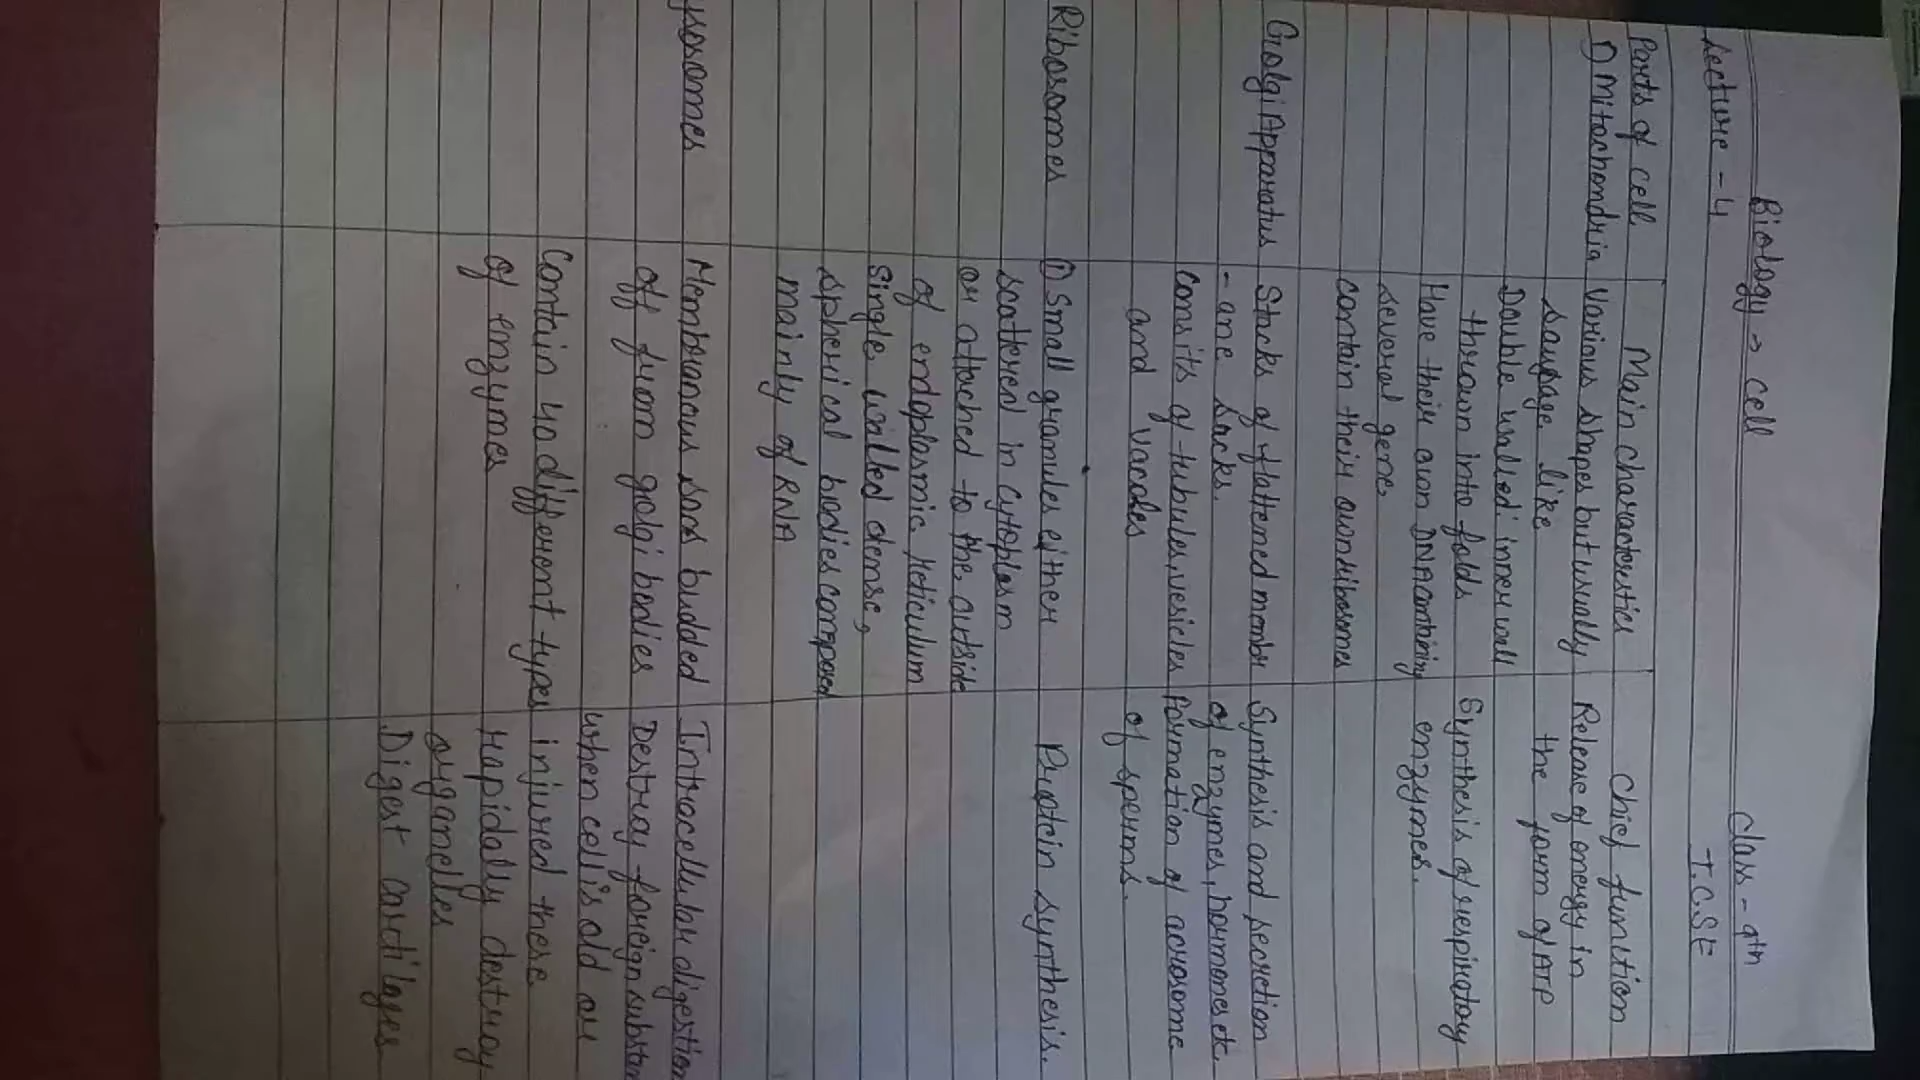 Biology → cell
Class - 9th
Lecture - 4
I.C.S.E
Parts of cell
Main characteristics
Chief function
1) Mitochondria
Various shapes but usually
sausage like
Double walled inner wall
thrown into folds
Have their own DNA containing
several gene.
contain their own ribosomes
Release of energy in
the form of ATP
Synthesis of respiratory
enzymes.
Golgi Apparatus
Stacks of flattened membr
- ane sacks.
consits of tubules, vesicles
and vacoles
Synthesis and secretion
of enzymes, hormones etc.
Formation of acrosome
of sperms.
Ribosomes
1) Small granules either
scattered in cytoplasm
or attached to the outside
of endoplasmic reticulum
single walled dense,
spherical bodies composed
mainly of RNA
Protein synthesis.
ysosomes
Membranous sacs budded
off from golgi bodies
Contain 40 different types
of enzymes
Intracellular digestion
Destroy foreign substan
when cell is old or
injured these
rapidally destroy
organelles
Digest cartilages